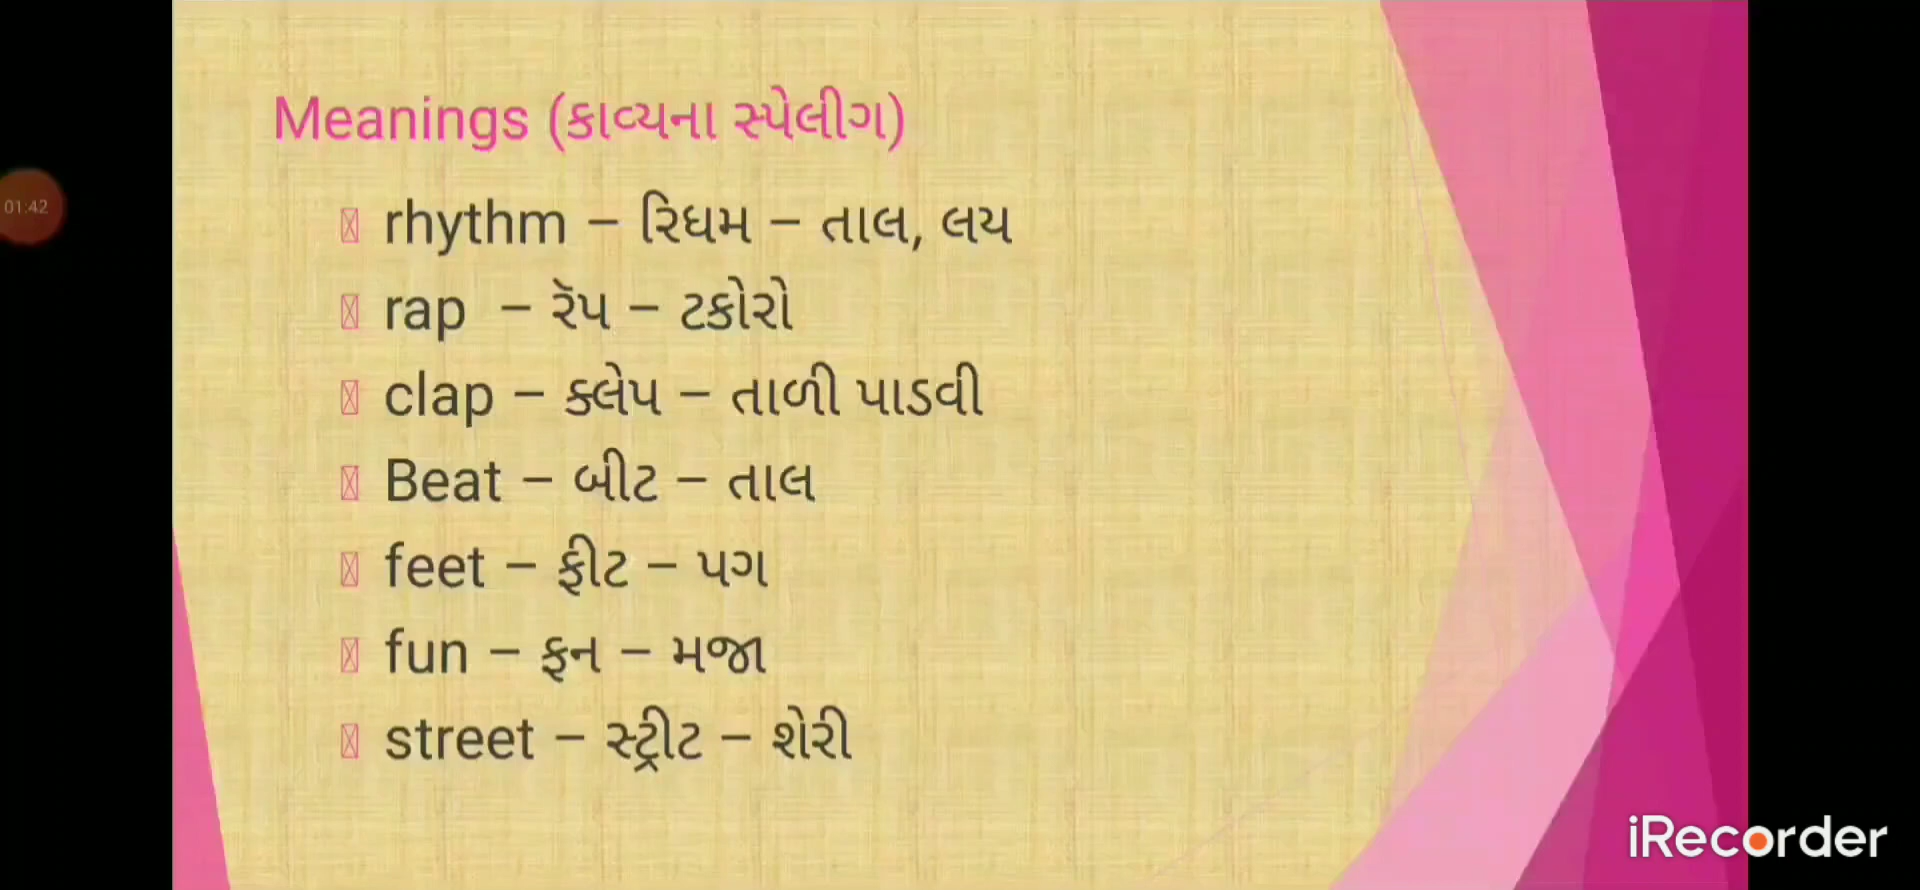 Meanings (કાવ્યના સ્પેલીગ)
01:42
rhythm – રિધમ – તાલ, લય
rap – રૅપ – ટકોરો
clap – ક્લેપ – તાળી પાડવી
Beat – બીટ – તાલ
feet – ફીટ – પગ
fun – ફન – મજા
street – સ્ટ્રીટ – શેરી
iRecorder